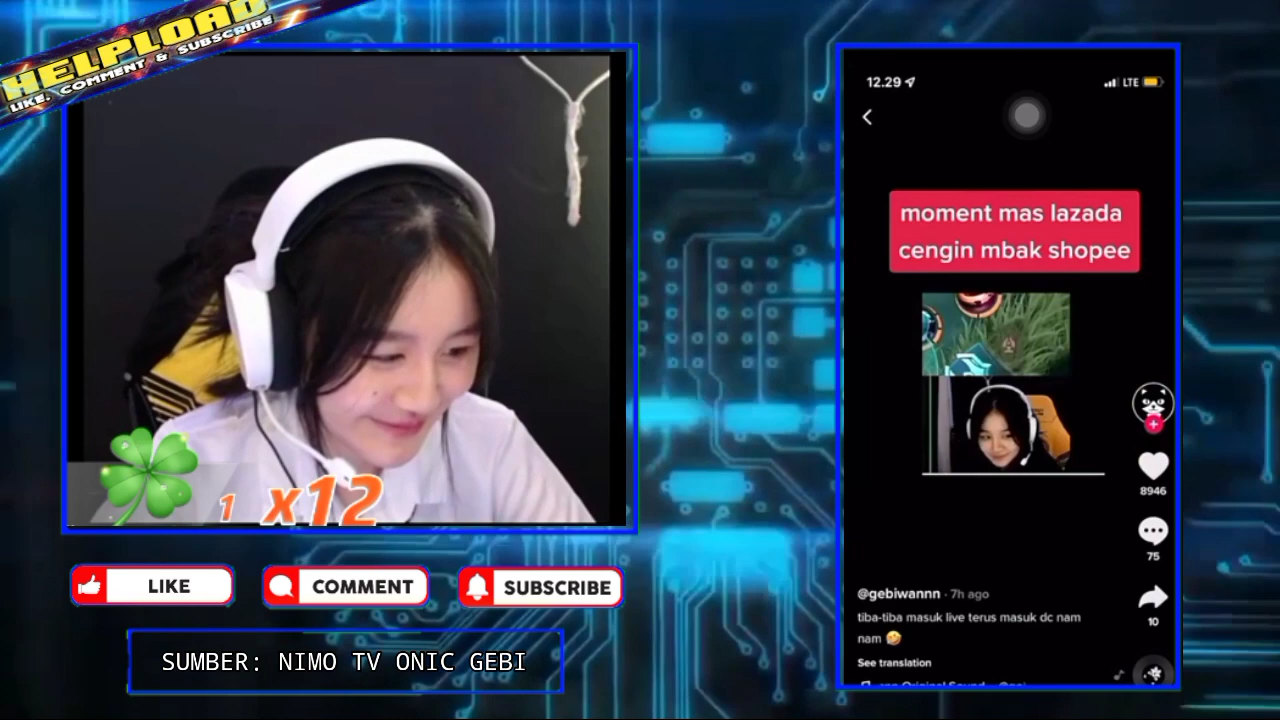 HELPLOAD
LIKE, COMMENT & SUBSCRIBE
1 x12
LIKE
COMMENT
SUBSCRIBE
SUMBER: NIMO TV ONIC GEBI
12.29
LTE
moment mas lazada
cengin mbak shopee
8946
75
10
@gebiwannn · 7h ago
tiba-tiba masuk live terus masuk dc nam
nam 🤣
See translation